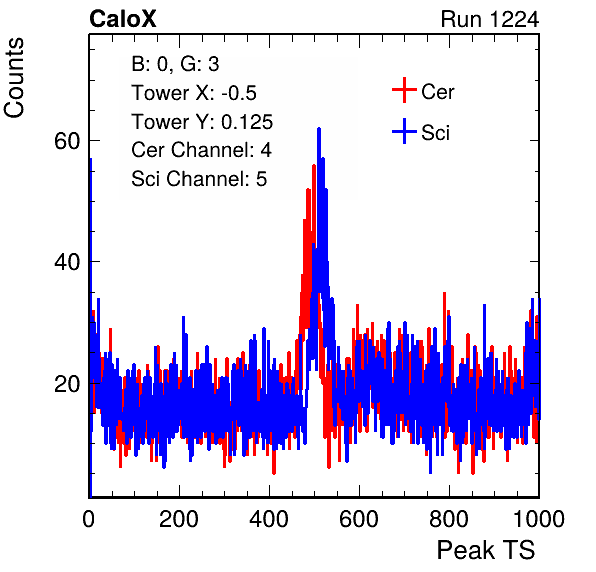 CaloX Run 1224
Counts
B: 0, G: 3
Tower X: -0.5
Tower Y: 0.125
Cer Channel: 4
Sci Channel: 5
Cer
Sci
60
40
20
0 200 400 600 800 1000
Peak TS